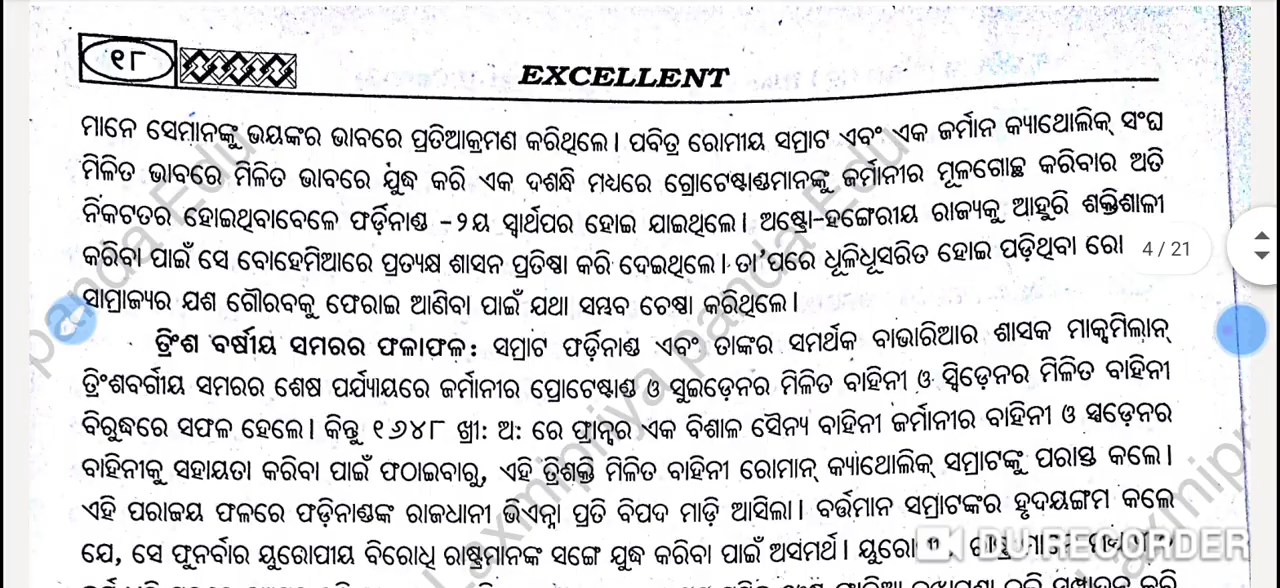 ୧୮
EXCELLENT
ମାନେ ସେମାନଙ୍କୁ ଭୟଙ୍କର ଭାବରେ ପ୍ରତିଆକ୍ରମଣ କରିଥିଲେ। ପବିତ୍ର ରୋମୀୟ ସମ୍ରାଟ ଏବଂ ଏକ ଜର୍ମାନ କ୍ୟାଥୋଲିକ୍ ସଂଘ
ମିଳିତ ଭାବରେ ମିଳିତ ଭାବରେ ଯୁଦ୍ଧ କରି ଏକ ଦଶନ୍ଧି ମଧ୍ୟରେ ଗ୍ରୋଟେଷ୍ଟାଣ୍ଡମାନଙ୍କୁ ଜର୍ମାନୀର ମୂଳଗୋଛ କରିବାର ଅତି
ନିକଟତର ହୋଇଥିବାବେଳେ ଫର୍ଡ଼ିନାଣ୍ଡ -୨ୟ ସ୍ୱାର୍ଥପର ହୋଇ ଯାଇଥିଲେ। ଅଷ୍ଟ୍ରୋ-ହଙ୍ଗେରୀୟ ରାଜ୍ୟକୁ ଆହୁରି ଶକ୍ତିଶାଳୀ
କରିବା ପାଇଁ ସେ ବୋହେମିଆରେ ପ୍ରତ୍ୟକ୍ଷ ଶାସନ ପ୍ରତିଷ୍ଠା କରି ଦେଇଥିଲେ। ତା'ପରେ ଧୂଳିଧୂସରିତ ହୋଇ ପଡ଼ିଥିବା ରୋ
4 / 21
ସାମ୍ରାଜ୍ୟର ଯଶ ଗୌରବକୁ ଫେରାଇ ଆଣିବା ପାଇଁ ଯଥା ସମ୍ଭବ ଚେଷ୍ଟା କରିଥିଲେ।
ତ୍ରିଂଶ ବର୍ଷୀୟ ସମରର ଫଳାଫଳ: ସମ୍ରାଟ ଫର୍ଡ଼ିନାଣ୍ଡ ଏବଂ ତାଙ୍କର ସମର୍ଥକ ବାଭାରିଆର ଶାସକ ମାକ୍ସମିଲାନ୍
ତ୍ରିଂଶବର୍ଗୀୟ ସମରର ଶେଷ ପର୍ଯ୍ୟାୟରେ ଜର୍ମାନୀର ପ୍ରୋଟେଷ୍ଟାଣ୍ଡ ଓ ସୁଇଡ଼େନର ମିଳିତ ବାହିନୀ ଓ ସ୍ୱିଡ଼େନର ମିଳିତ ବାହିନୀ
ବିରୁଦ୍ଧରେ ସଫଳ ହେଲେ। କିନ୍ତୁ ୧୬୪୮ ଖ୍ରୀ: ଅ: ରେ ଫ୍ରାନ୍ସର ଏକ ବିଶାଳ ସୈନ୍ୟ ବାହିନୀ ଜର୍ମାନୀର ବାହିନୀ ଓ ସ୍ୱଡ଼େନର
ବାହିନୀକୁ ସହାୟତା କରିବା ପାଇଁ ପଠାଇବାରୁ, ଏହି ତ୍ରିଶକ୍ତି ମିଳିତ ବାହିନୀ ରୋମାନ୍ କ୍ୟାଥୋଲିକ୍ ସମ୍ରାଟଙ୍କୁ ପରାସ୍ତ କଲେ।
ଏହି ପରାଜୟ ଫଳରେ ଫଡ଼ିନାଣ୍ଡଙ୍କ ରାଜଧାନୀ ଭିଏନ୍ନା ପ୍ରତି ବିପଦ ମାଡ଼ି ଆସିଲା। ବର୍ତ୍ତମାନ ସମ୍ରାଟଙ୍କର ହୃଦୟଙ୍ଗମ କଲେ
ଯେ, ସେ ଫୁନର୍ବାର ୟୁରୋପୀୟ ବିରୋଧି ରାଷ୍ଟ୍ରମାନଙ୍କ ସଙ୍ଗେ ଯୁଦ୍ଧ କରିବା ପାଇଁ ଅସମର୍ଥ।
DU RECORDER